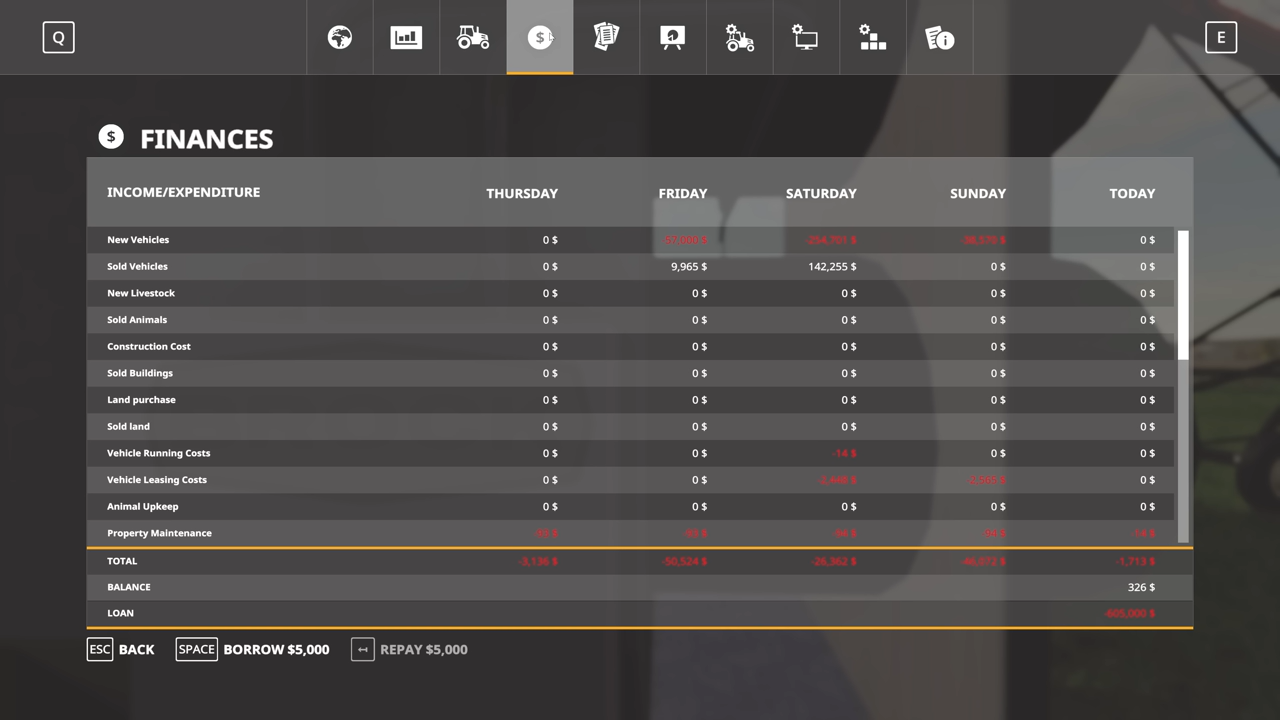 Q
E
$ FINANCES
INCOME/EXPENDITURE THURSDAY FRIDAY SATURDAY SUNDAY TODAY
New Vehicles 0 $ -57,000 $ -254,701 $ 0 $
Sold Vehicles 0 $ 9,965 $ 142,255 $ 0 $ 0 $
New Livestock 0 $ 0 $ 0 $ 0 $ 0 $
Sold Animals 0 $ 0 $ 0 $ 0 $ 0 $
Construction Cost 0 $ 0 $ 0 $ 0 $ 0 $
Sold Buildings 0 $ 0 $ 0 $ 0 $ 0 $
Land purchase 0 $ 0 $ 0 $ 0 $ 0 $
Sold land 0 $ 0 $ 0 $ 0 $ 0 $
Vehicle Running Costs 0 $ 0 $ -14 $ 0 $ 0 $
Vehicle Leasing Costs 0 $ 0 $ 0 $
Animal Upkeep 0 $ 0 $ 0 $ 0 $ 0 $
Property Maintenance
TOTAL -3,136 $ -50,524 $ -26,362 $ -1,713 $
BALANCE 326 $
LOAN -605,000 $
ESC BACK SPACE BORROW $5,000 ↔ REPAY $5,000